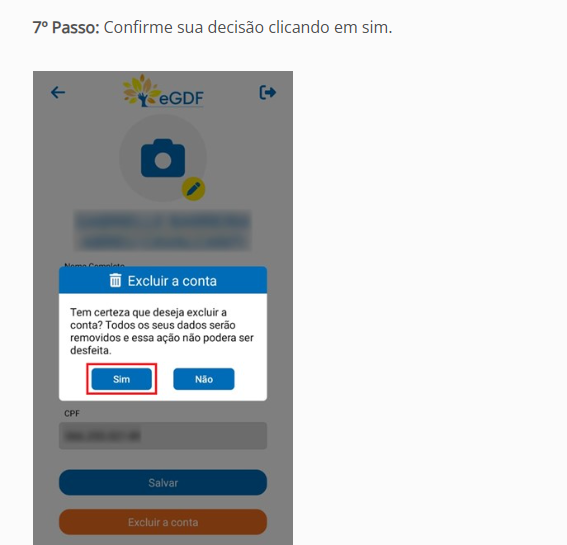 7º Passo: Confirme sua decisão clicando em sim.
eGDF
Nome Completo
Excluir a conta
Tem certeza que deseja excluir a
conta? Todos os seus dados serão
removidos e essa ação não podera ser
desfeita.
Sim Não
CPF
Salvar
Excluir a conta